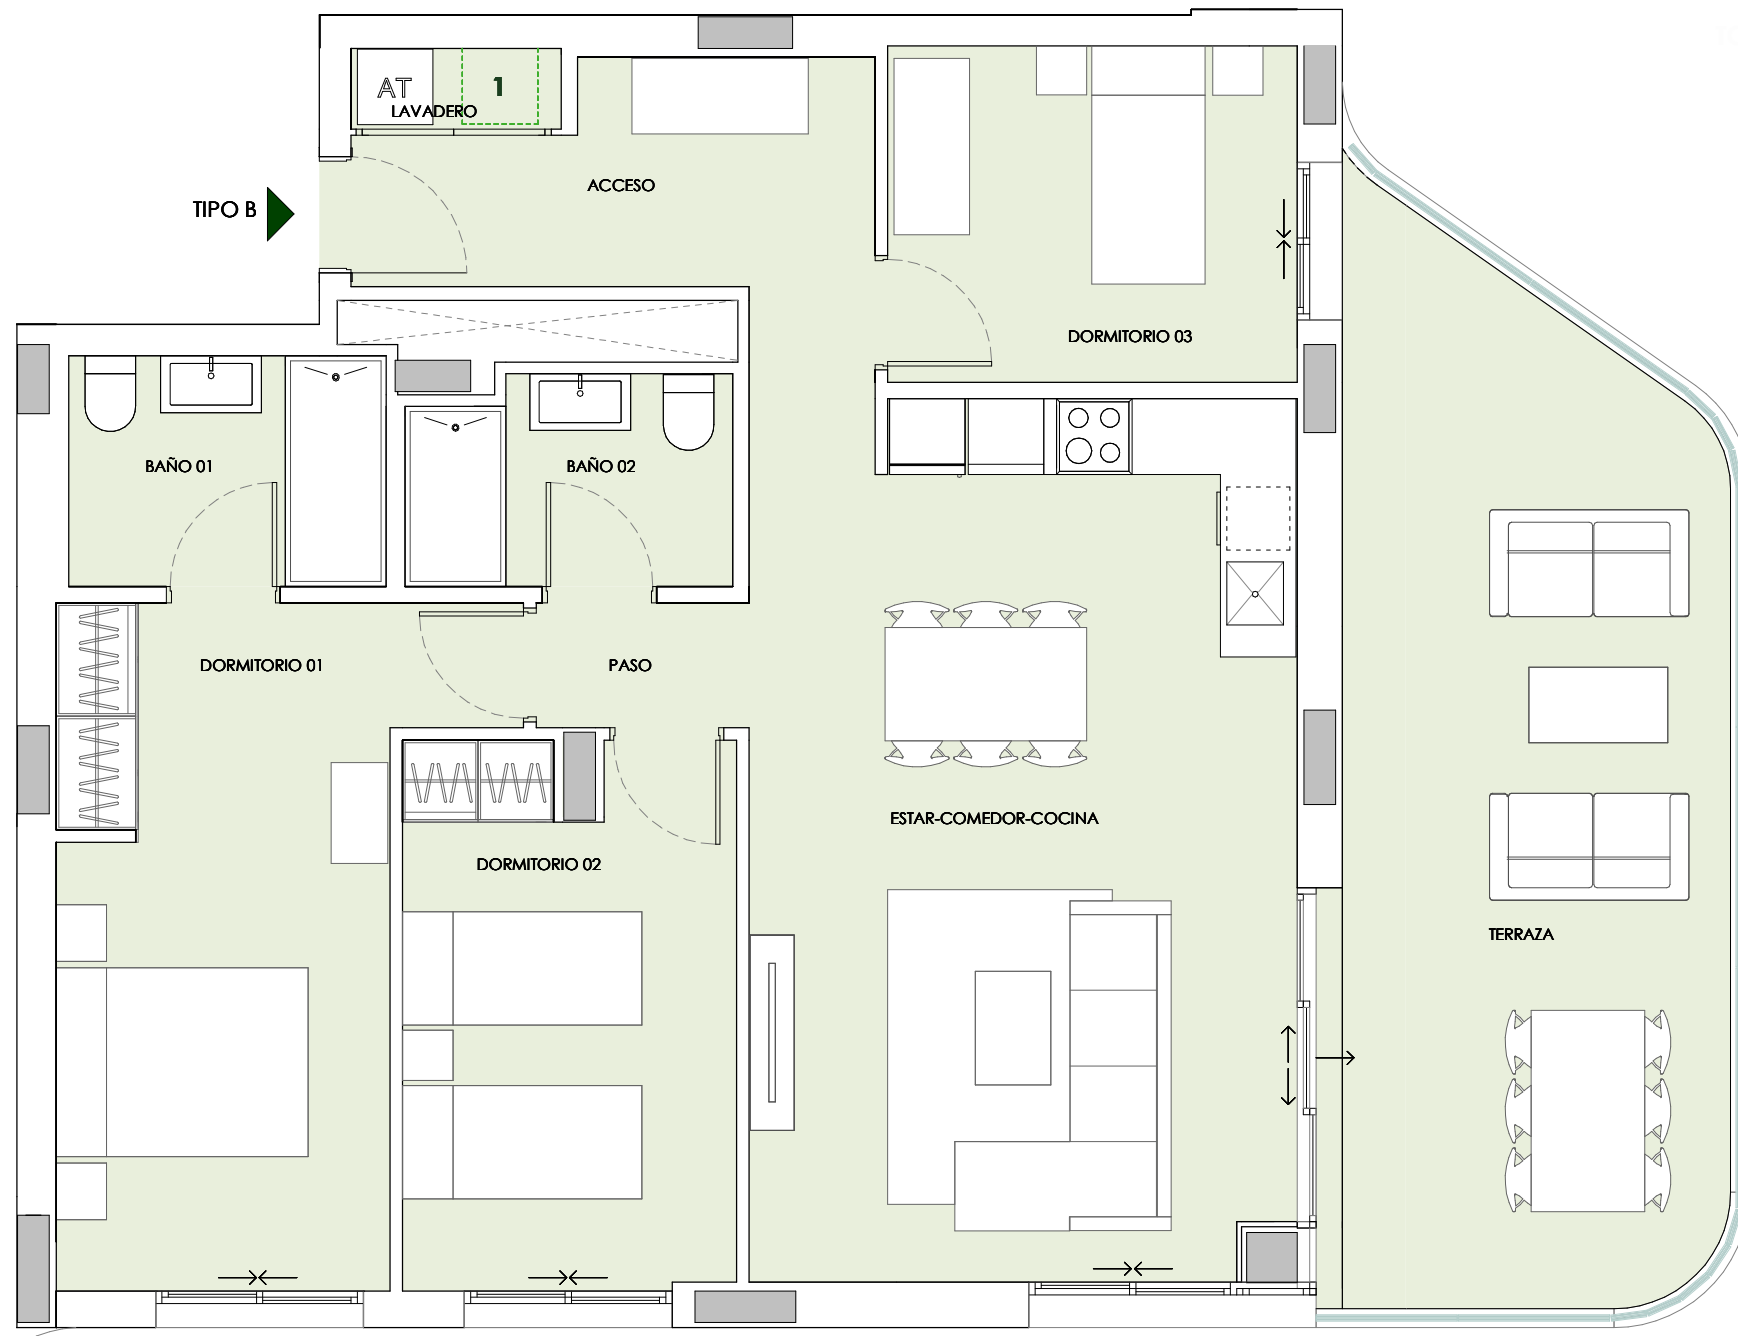 AT
1
LAVADERO
ACCESO
TIPO B
DORMITORIO 03
BAÑO 01
BAÑO 02
DORMITORIO 01
PASO
ESTAR-COMEDOR-COCINA
DORMITORIO 02
TERRAZA